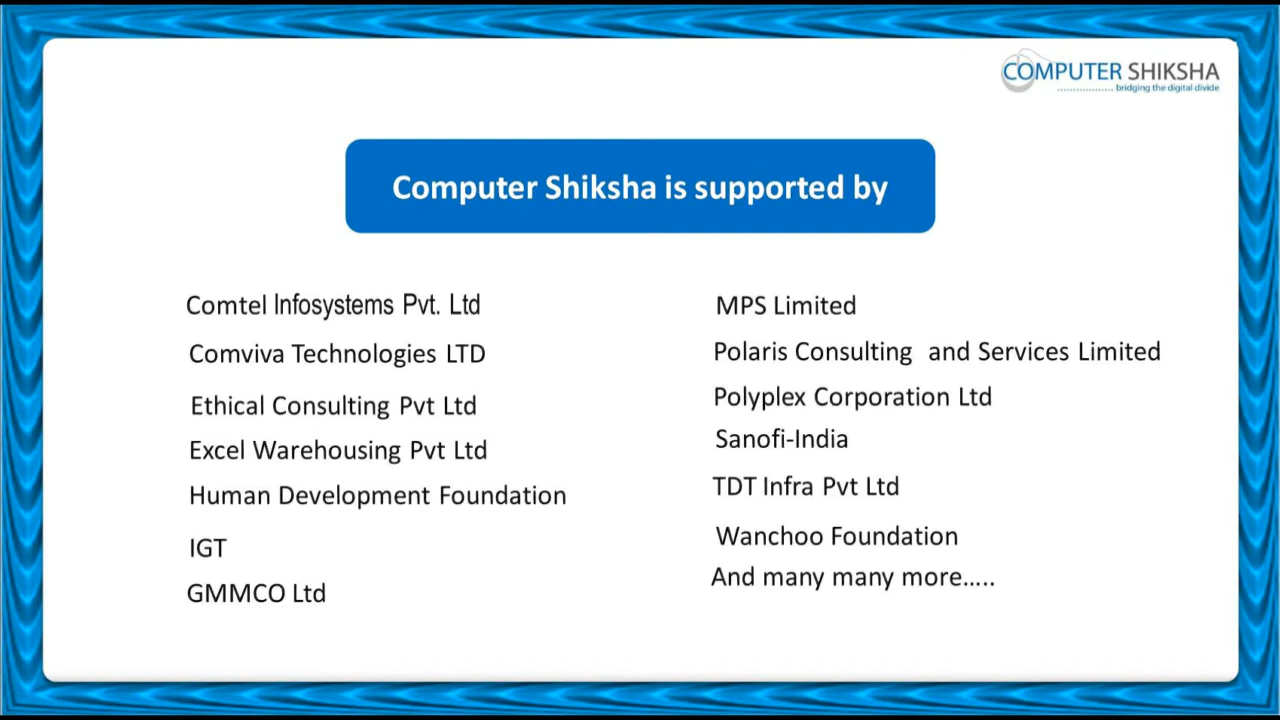 COMPUTER SHIKSHA
.................. bridging the digital divide
Computer Shiksha is supported by
Comtel Infosystems Pvt. Ltd
Comviva Technologies LTD
Ethical Consulting Pvt Ltd
Excel Warehousing Pvt Ltd
Human Development Foundation
IGT
GMMCO Ltd
MPS Limited
Polaris Consulting and Services Limited
Polyplex Corporation Ltd
Sanofi-India
TDT Infra Pvt Ltd
Wanchoo Foundation
And many many more.....